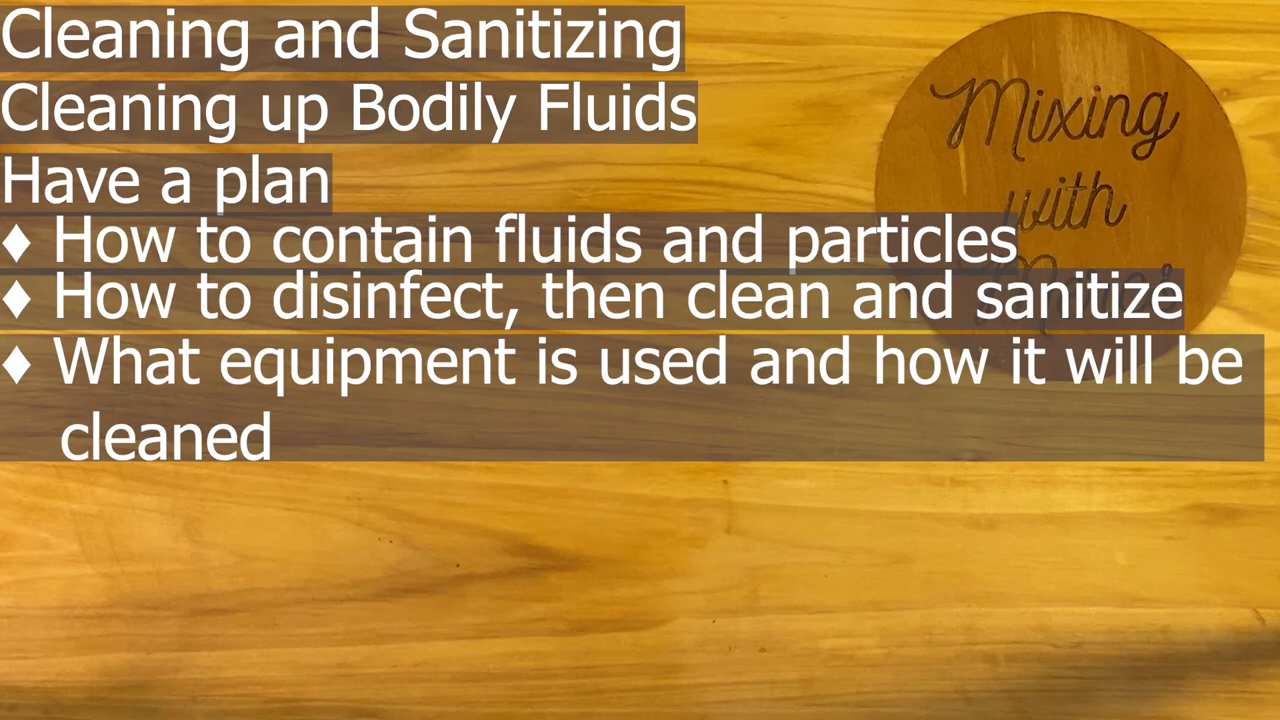 Cleaning and Sanitizing
Cleaning up Bodily Fluids
Have a plan
♦ How to contain fluids and particles
♦ How to disinfect, then clean and sanitize
♦ What equipment is used and how it will be
cleaned
Mixing
with